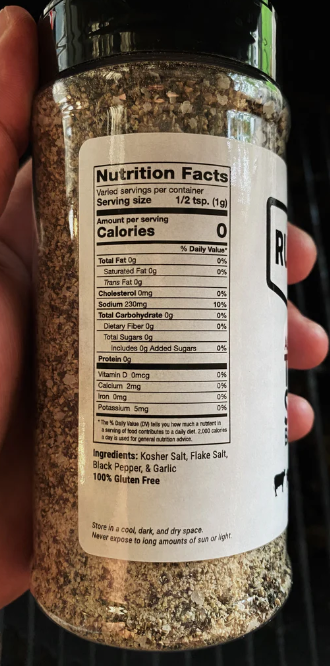 Nutrition Facts
Varied servings per container
Serving size 1/2 tsp. (1g)
Amount per serving
Calories 0
% Daily Value*
Total Fat 0g 0%
Saturated Fat 0g 0%
Trans Fat 0g
Cholesterol 0mg 0%
Sodium 230mg 10%
Total Carbohydrate 0g 0%
Dietary Fiber 0g 0%
Total Sugars 0g
Includes 0g Added Sugars 0%
Protein 0g
Vitamin D 0mcg 0%
Calcium 2mg 0%
Iron 0mg 0%
Potassium 5mg 0%
* The % Daily Value (DV) tells you how much a nutrient in
a serving of food contributes to a daily diet. 2,000 calories
a day is used for general nutrition advice.
Ingredients: Kosher Salt, Flake Salt,
Black Pepper, & Garlic
100% Gluten Free
Store in a cool, dark, and dry space.
Never expose to long amounts of sun or light.